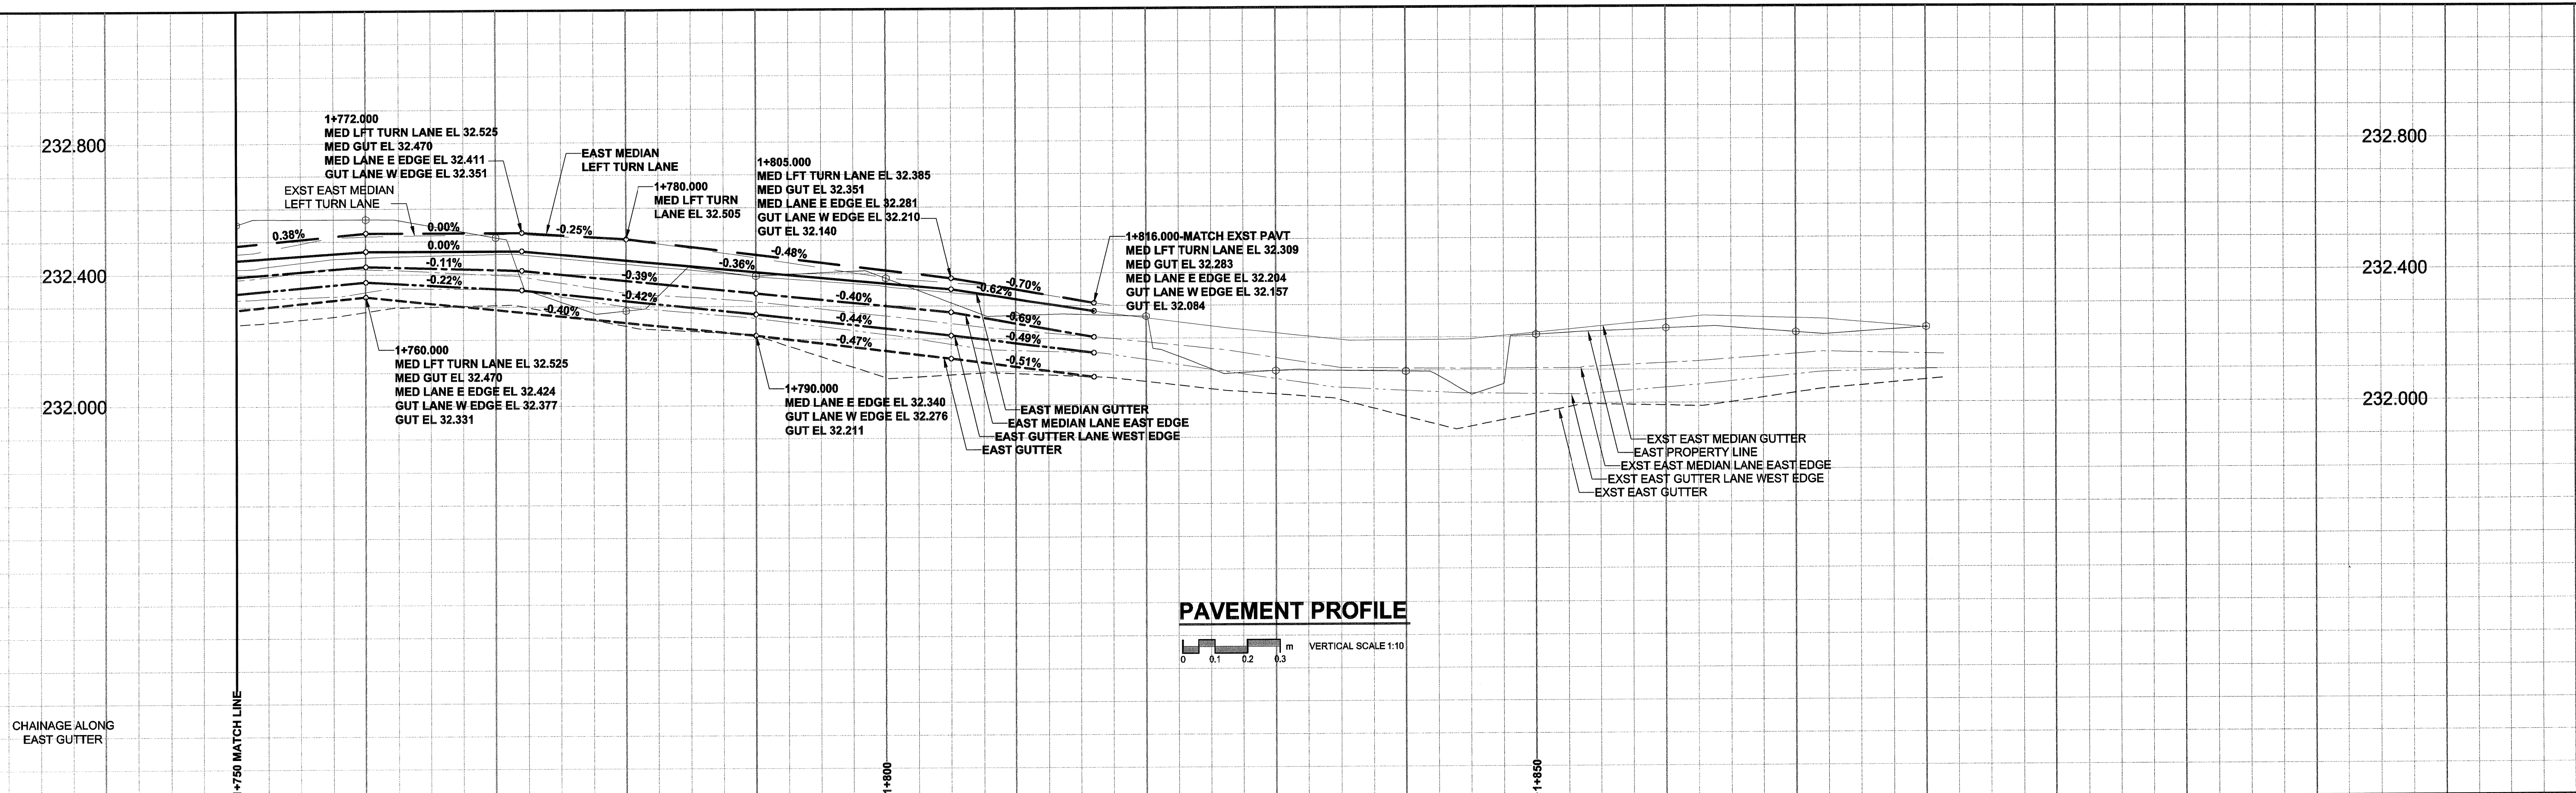 232.800
232.400
232.000
1+772.000
MED LFT TURN LANE EL 32.525
MED GUT EL 32.470
MED LANE E EDGE EL 32.411
GUT LANE W EDGE EL 32.351
EXST EAST MEDIAN
LEFT TURN LANE
EAST MEDIAN
LEFT TURN LANE
1+780.000
MED LFT TURN
LANE EL 32.505
1+805.000
MED LFT TURN LANE EL 32.385
MED GUT EL 32.351
MED LANE E EDGE EL 32.281
GUT LANE W EDGE EL 32.210
GUT EL 32.140
1+816.000-MATCH EXST PAVT
MED LFT TURN LANE EL 32.309
MED GUT EL 32.283
MED LANE E EDGE EL 32.204
GUT LANE W EDGE EL 32.157
GUT EL 32.084
0.38%
0.00%
-0.25%
-0.48%
-0.70%
0.00%
-0.36%
-0.62%
-0.11%
-0.39%
-0.40%
-0.69%
-0.22%
-0.42%
-0.44%
-0.49%
-0.40%
-0.47%
-0.51%
1+760.000
MED LFT TURN LANE EL 32.525
MED GUT EL 32.470
MED LANE E EDGE EL 32.424
GUT LANE W EDGE EL 32.377
GUT EL 32.331
1+790.000
MED LANE E EDGE EL 32.340
GUT LANE W EDGE EL 32.276
GUT EL 32.211
EAST MEDIAN GUTTER
EAST MEDIAN LANE EAST EDGE
EAST GUTTER LANE WEST EDGE
EAST GUTTER
EXST EAST MEDIAN GUTTER
EAST PROPERTY LINE
EXST EAST MEDIAN LANE EAST EDGE
EXST EAST GUTTER LANE WEST EDGE
EXST EAST GUTTER
232.800
232.400
232.000
PAVEMENT PROFILE
0 0.1 0.2 0.3 m VERTICAL SCALE 1:10
CHAINAGE ALONG
EAST GUTTER
1+750 MATCH LINE
1+800
1+850